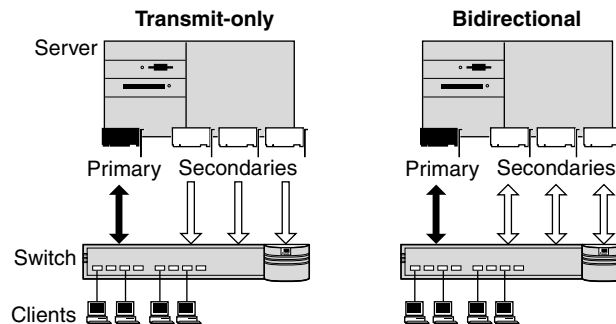 Transmit-only
Bidirectional
Server
Primary
Secondaries
Primary
Secondaries
Switch
Clients